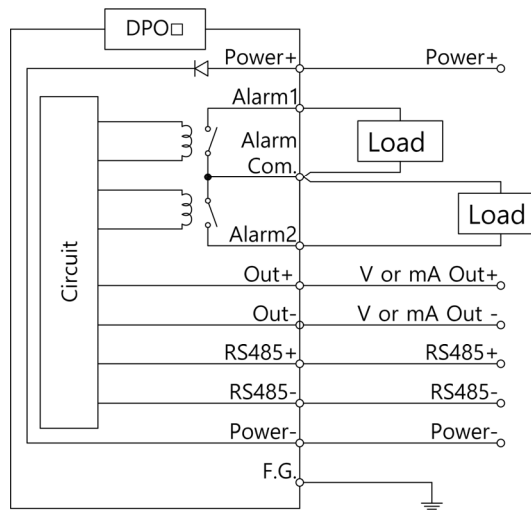 DPO□
Power+ Power+
Alarm1
Alarm
Com.
Load
Load
Alarm2
Circuit
Out+ V or mA Out+
Out- V or mA Out -
RS485+ RS485+
RS485- RS485-
Power- Power-
F.G.